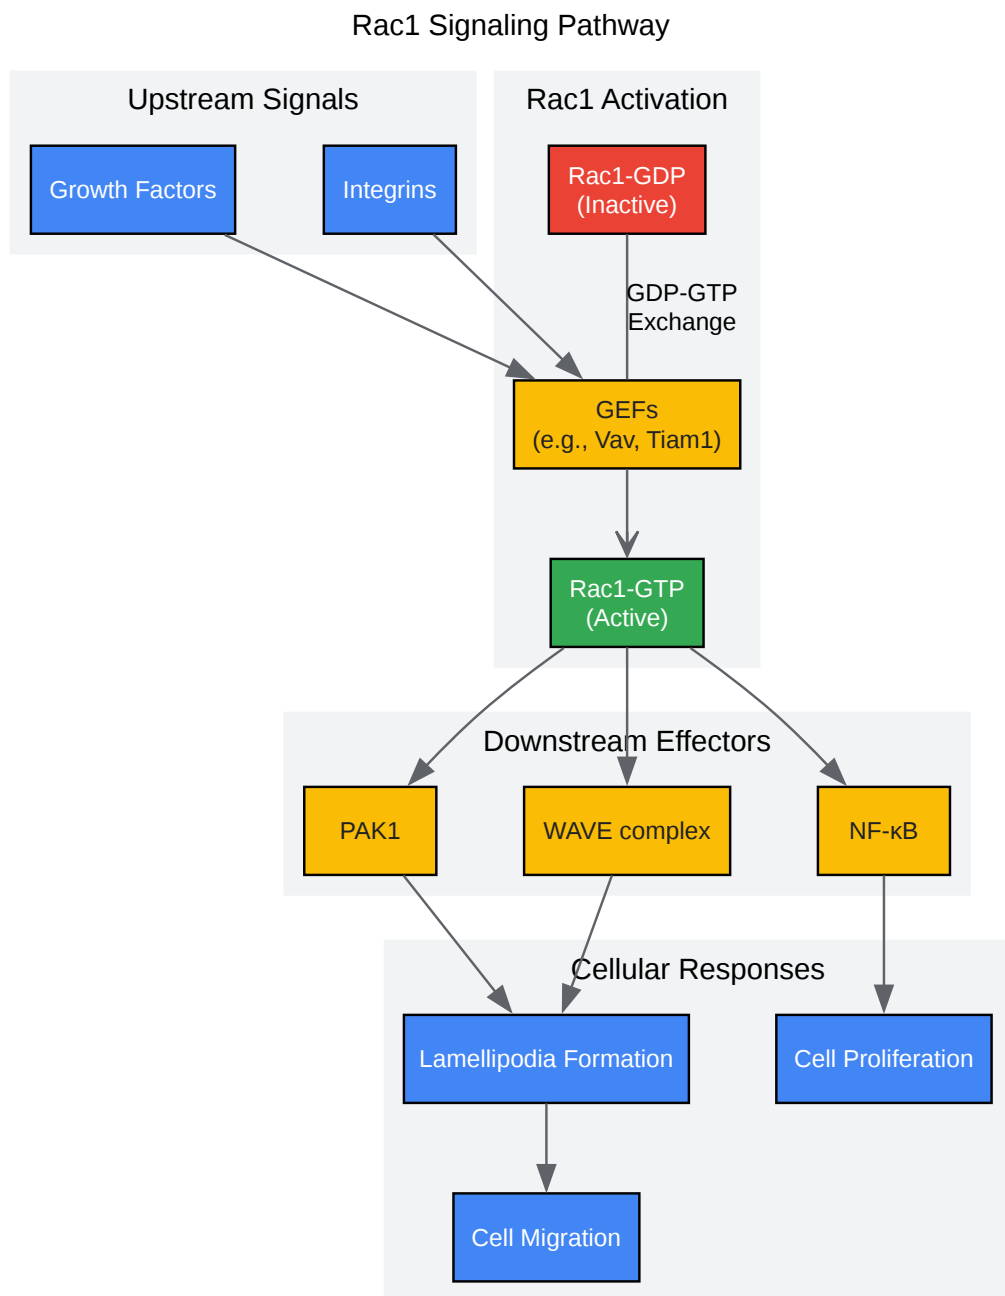 Rac1 Signaling Pathway
Upstream Signals
Rac1 Activation
Growth Factors
Integrins
Rac1-GDP
(Inactive)
GDP-GTP
Exchange
GEFs
(e.g., Vav, Tiam1)
Rac1-GTP
(Active)
Downstream Effectors
PAK1
WAVE complex
NF-κB
Cellular Responses
Lamellipodia Formation
Cell Proliferation
Cell Migration